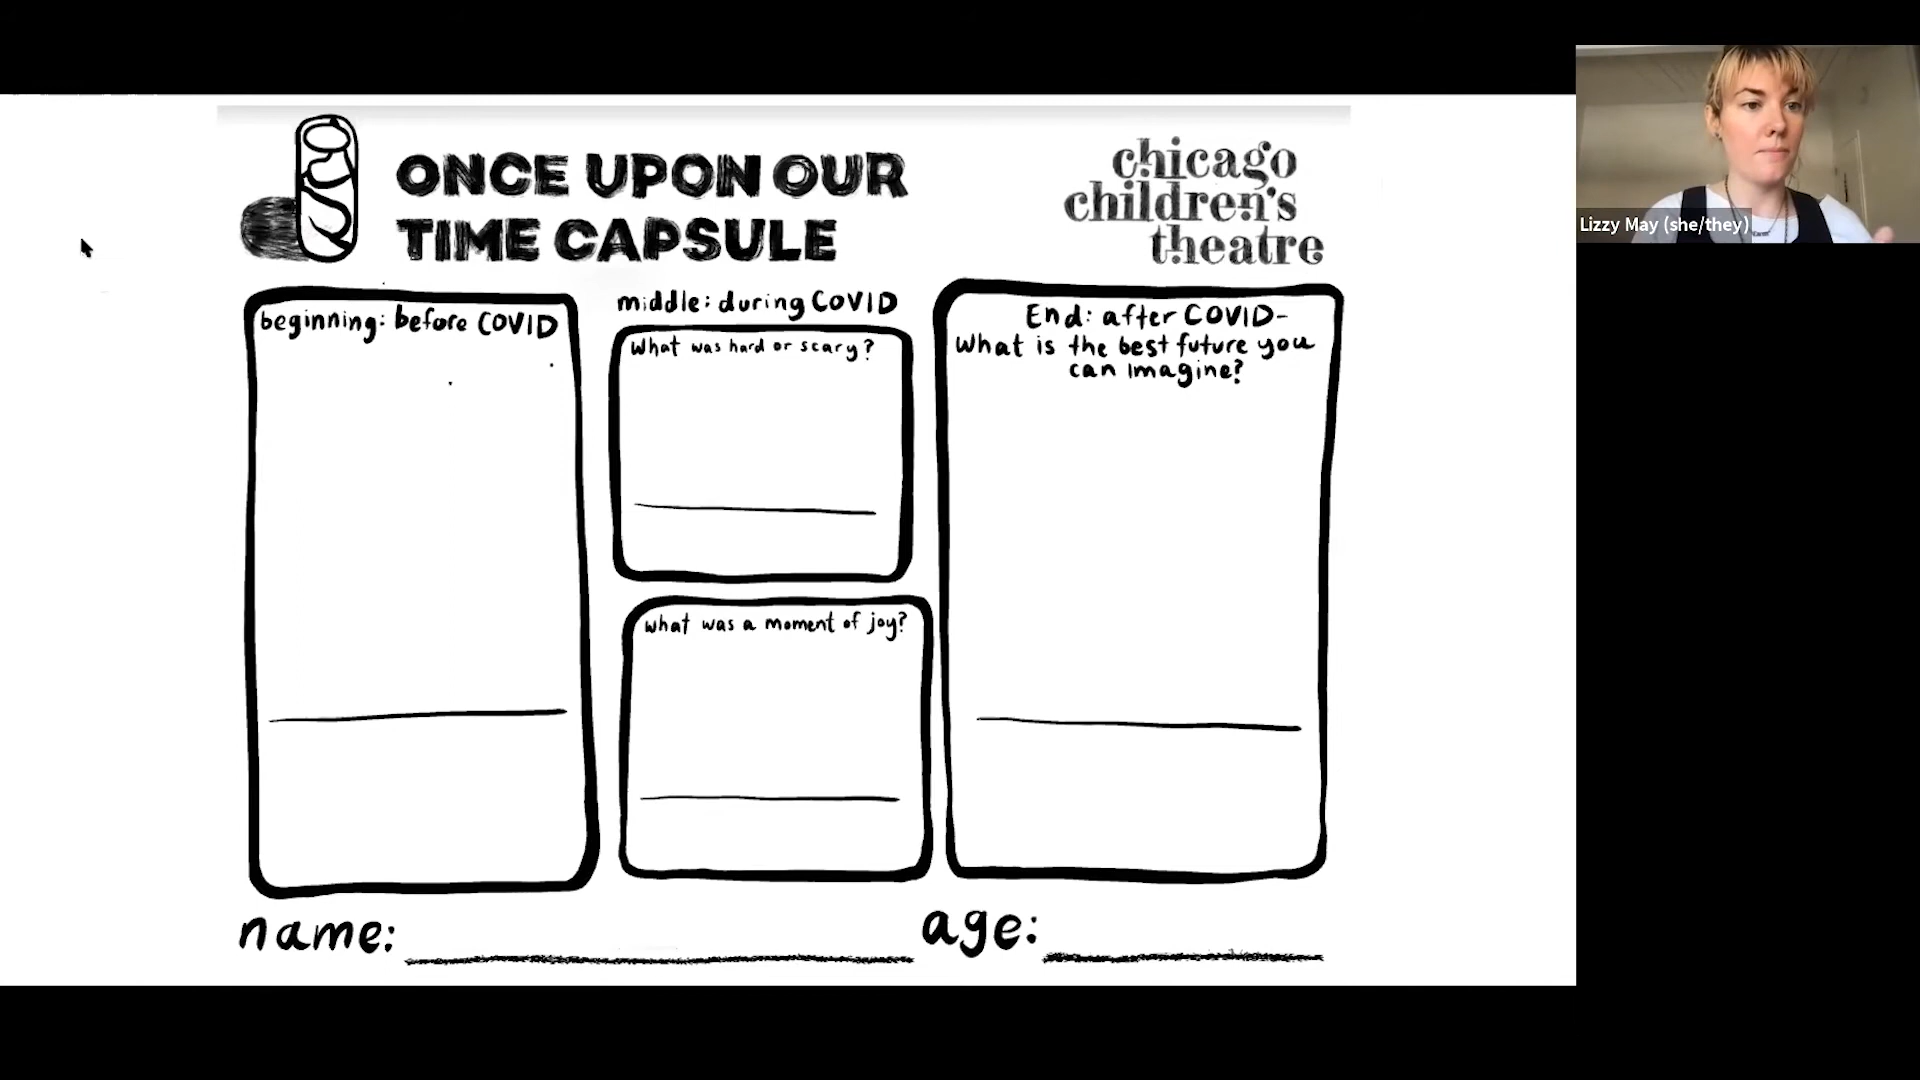 ONCE UPON OUR
TIME CAPSULE
chicago
children's
theatre
beginning: before COVID
middle: during COVID
What was hard or scary?
What was a moment of joy?
End: after COVID-
What is the best future you
can imagine?
name:
age:
Lizzy May (she/they)